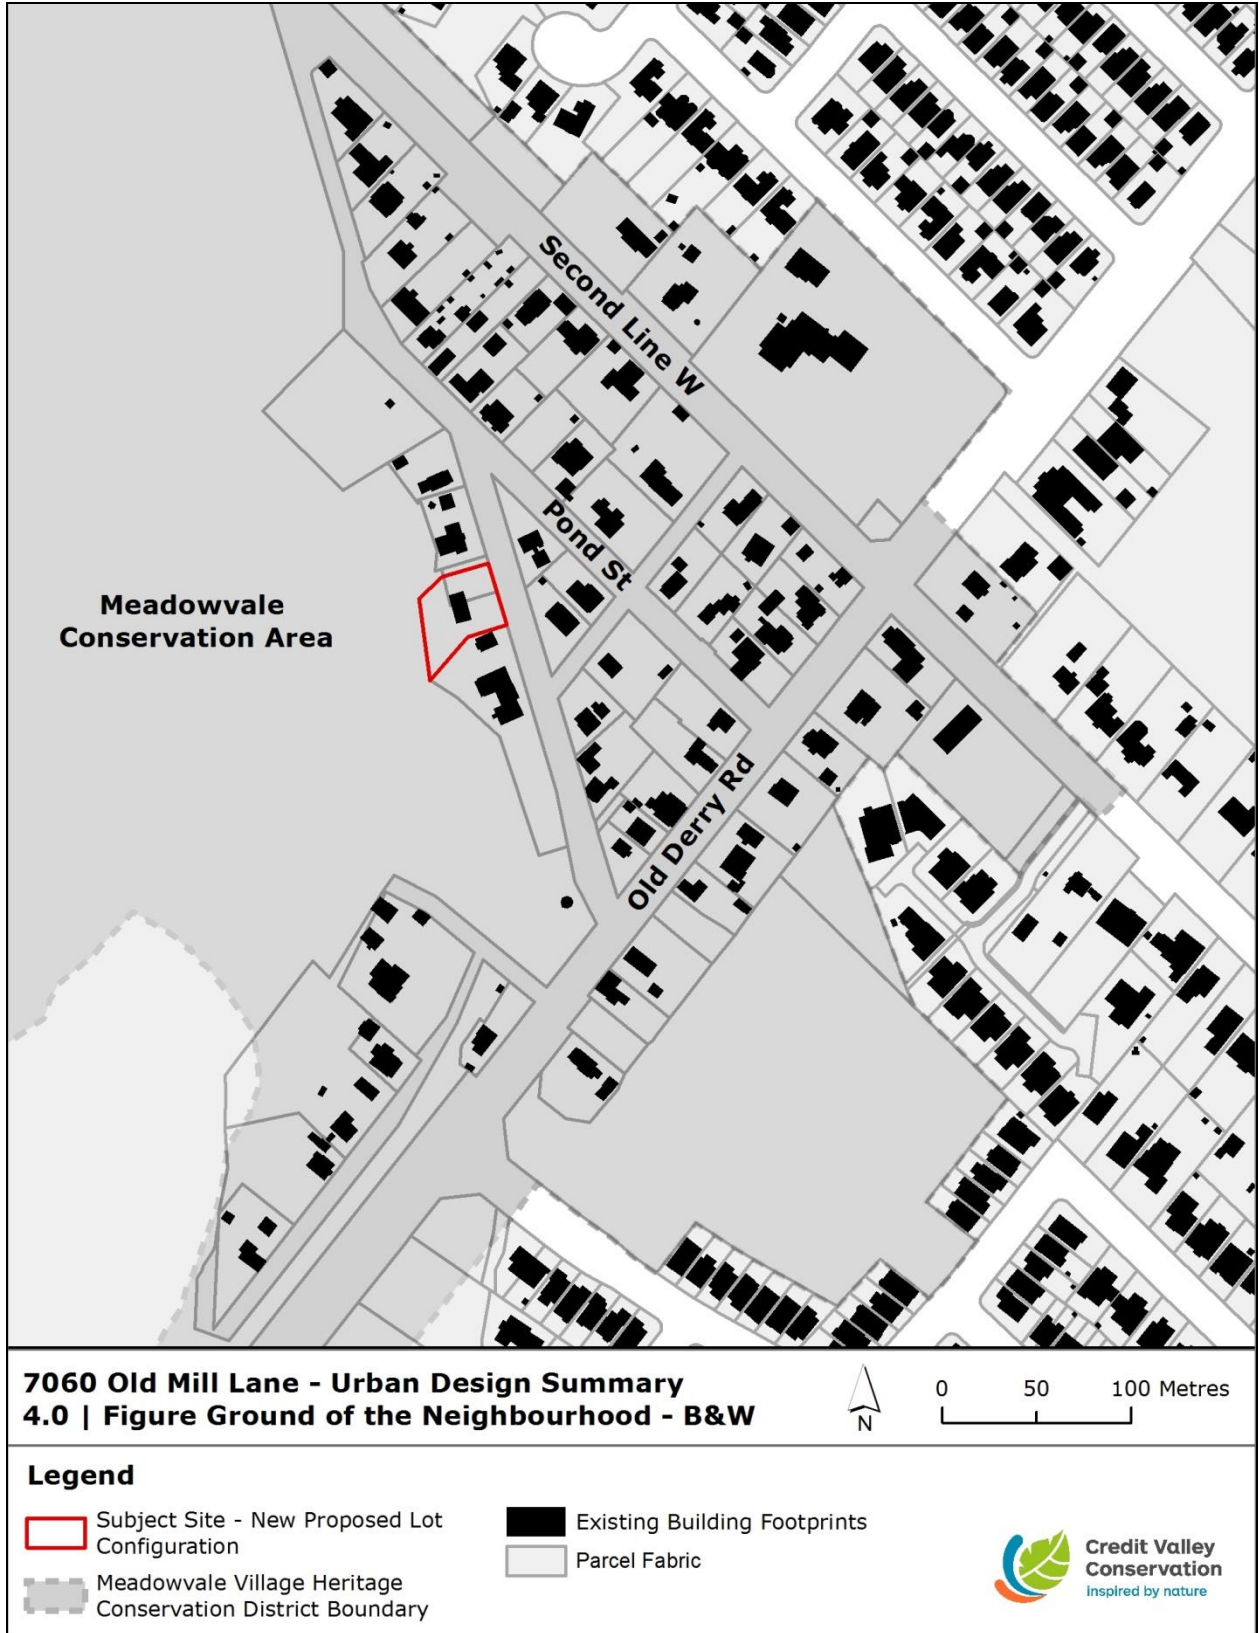 Second Line W
Pond St
Meadowvale
Conservation Area
Old Derry Rd
7060 Old Mill Lane - Urban Design Summary
4.0 | Figure Ground of the Neighbourhood - B&W
N
0 50 100 Metres
Legend
Subject Site - New Proposed Lot
Configuration
Meadowvale Village Heritage
Conservation District Boundary
Existing Building Footprints
Parcel Fabric
Credit Valley
Conservation
inspired by nature